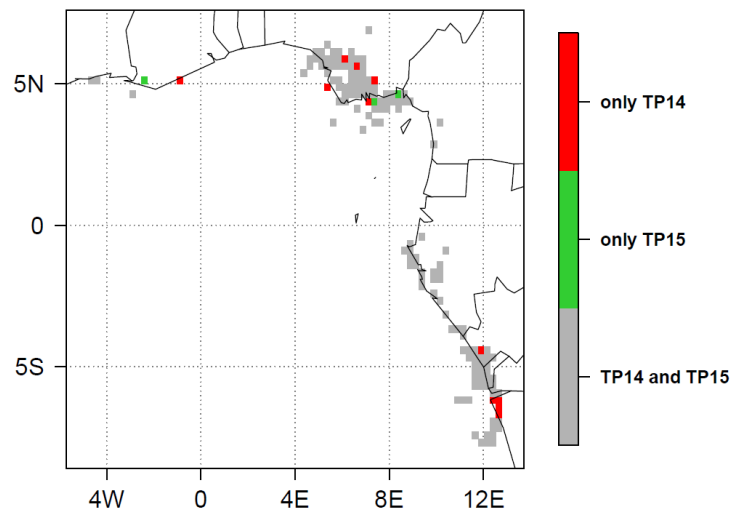 5N
0
5S
4W 0 4E 8E 12E
only TP14
only TP15
TP14 and TP15